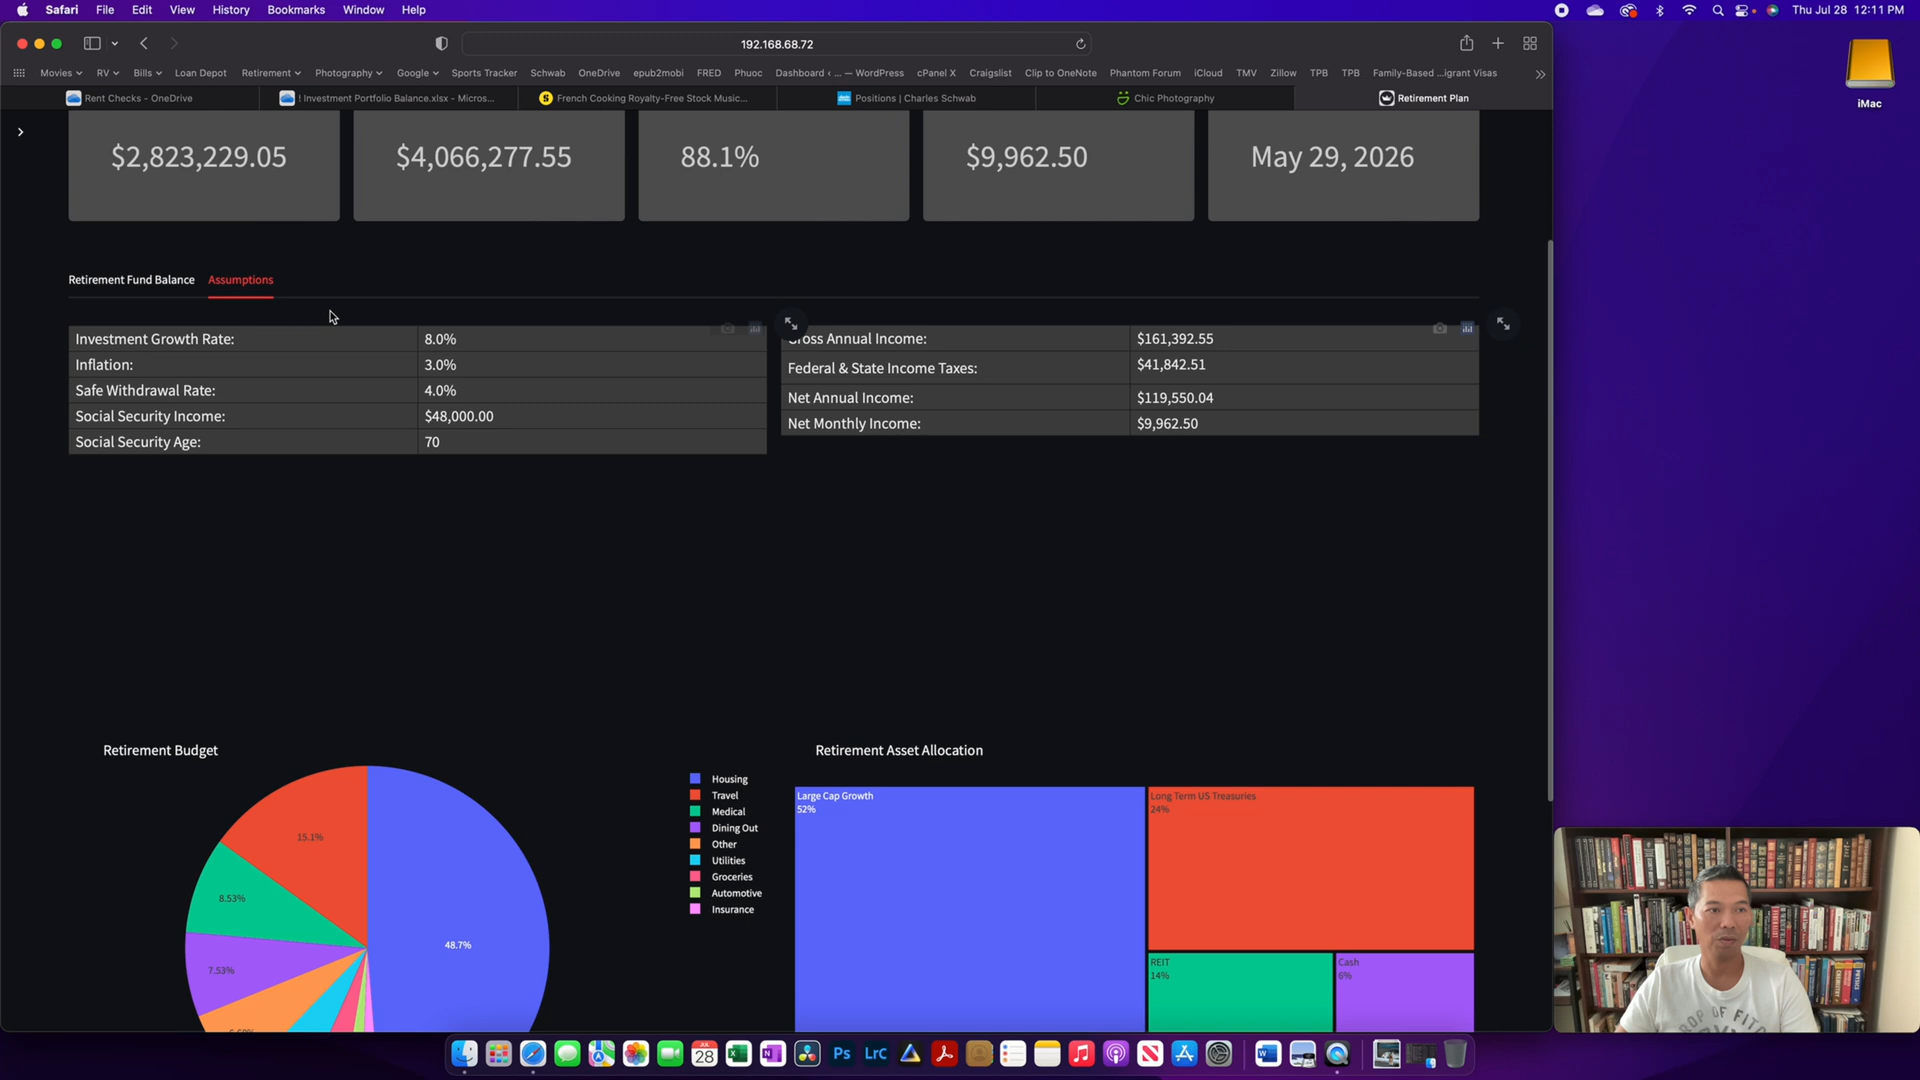 Safari File Edit View History Bookmarks Window Help
Thu Jul 28 12:11 PM
192.168.68.72
Movies RV Bills Loan Depot Retirement Photography Google Sports Tracker Schwab OneDrive epub2mobi FRED Phuoc Dashboard ‹ ... — WordPress cPanel X Craigslist Clip to OneNote Phantom Forum iCloud TMV Zillow TPB TPB Family-Based ...igrant Visas
Rent Checks - OneDrive
! Investment Portfolio Balance.xlsx - Micros...
French Cooking Royalty-Free Stock Music...
Positions | Charles Schwab
Chic Photography
Retirement Plan
iMac
$2,823,229.05
$4,066,277.55
88.1%
$9,962.50
May 29, 2026
Retirement Fund Balance
Assumptions
Investment Growth Rate: 8.0%
Inflation: 3.0%
Safe Withdrawal Rate: 4.0%
Social Security Income: $48,000.00
Social Security Age: 70
Gross Annual Income: $161,392.55
Federal & State Income Taxes: $41,842.51
Net Annual Income: $119,550.04
Net Monthly Income: $9,962.50
Retirement Budget
15.1%
8.53%
7.53%
48.7%
Housing
Travel
Medical
Dining Out
Other
Utilities
Groceries
Automotive
Insurance
Retirement Asset Allocation
Large Cap Growth
52%
Long Term US Treasuries
24%
REIT
14%
Cash
6%
JUL
28
Ps
LrC